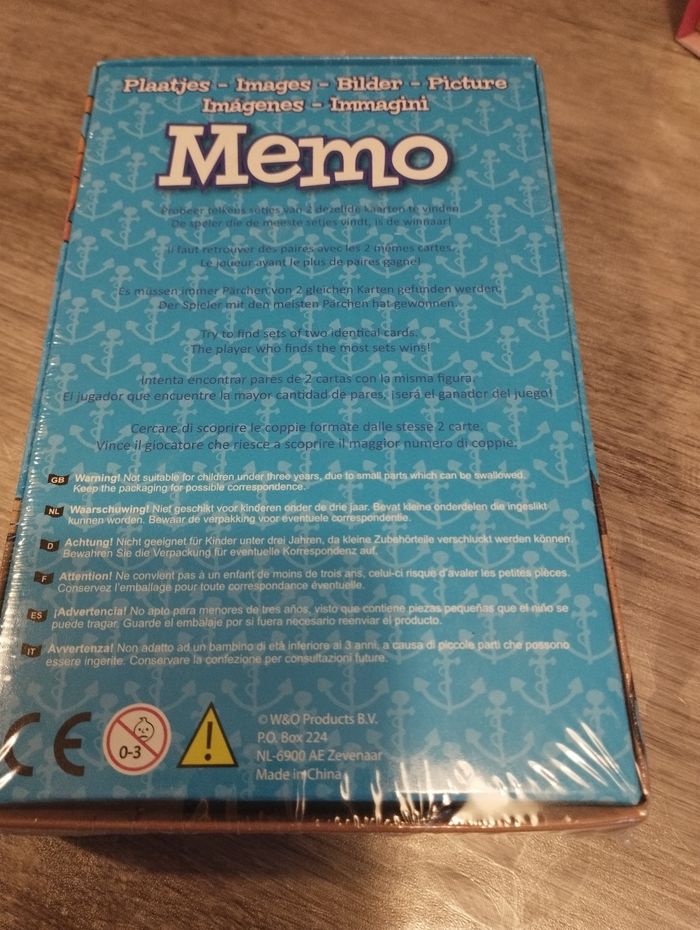 Plaatjes - Images - Bilder - Picture
Imágenes - Immagini
Memo
Probeer telkens setjes van 2 dezelfde kaarten te vinden.
De speler die de meeste setjes vindt, is de winnaar!
Il faut retrouver des paires avec les 2 mêmes cartes.
Le joueur ayant le plus de paires gagne!
Es müssen immer Pärchen von 2 gleichen Karten gefunden werden.
Der Spieler mit den meisten Pärchen hat gewonnen.
Try to find sets of two identical cards.
The player who finds the most sets wins!
Intenta encontrar pares de 2 cartas con la misma figura.
El jugador que encuentre la mayor cantidad de pares, ¡será el ganador del juego!
Cercare di scoprire le coppie formate dalle stesse 2 carte.
Vince il giocatore che riesce a scoprire il maggior numero di coppie.
GB Warning! Not suitable for children under three years, due to small parts which can be swallowed.
Keep the packaging for possible correspondence.
NL Waarschuwing! Niet geschikt voor kinderen onder de drie jaar. Bevat kleine onderdelen die ingeslikt
kunnen worden. Bewaar de verpakking voor eventuele correspondentie.
D Achtung! Nicht geeignet für Kinder unter drei Jahren, da kleine Zubehörteile verschluckt werden können.
Bewahren Sie die Verpackung für eventuelle Korrespondenz auf.
F Attention! Ne convient pas à un enfant de moins de trois ans, celui-ci risque d'avaler les petites pièces.
Conservez l'emballage pour toute correspondance éventuelle.
ES ¡Advertencia! No apto para menores de tres años, visto que contiene piezas pequeñas que el niño se
puede tragar. Guarde el embalaje por si fuera necesario reenviar el producto.
IT Avvertenza! Non adatto ad un bambino di età inferiore ai 3 anni, a causa di piccole parti che possono
essere ingerite. Conservare la confezione per consultazioni future.
CE
0-3
!
© W&O Products B.V.
P.O. Box 224
NL-6900 AE Zevenaar
Made in China